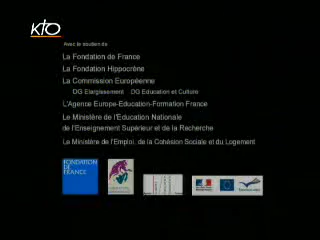 KTO
Avec le soutien de
La Fondation de France
La Fondation Hippocrène
La Commission Européenne
DG Elargissement DG Education et Culture
L'Agence Europe-Education-Formation France
Le Ministère de l'Education Nationale
de l'Enseignement Supérieur et de la Recherche
Le Ministère de l'Emploi, de la Cohésion Sociale et du Logement
FONDATION
DE
FRANCE